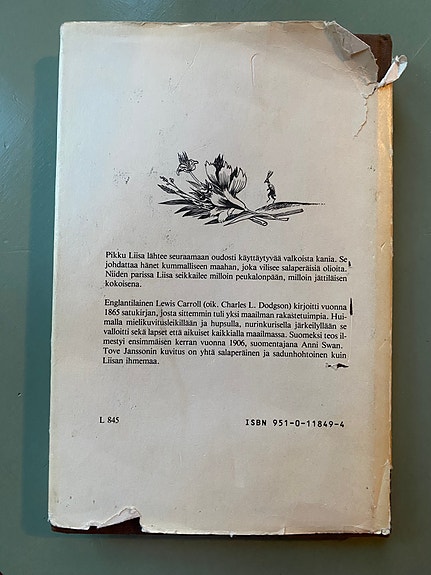 Pikku Liisa lähtee seuraamaan oudosti käyttäytyvää valkoista kania. Se
johdattaa hänet kummalliseen maahan, joka vilisee salaperäisiä olioita.
Niiden parissa Liisa seikkailee milloin peukalonpään, milloin jättiläisen
kokoisena.
Englantilainen Lewis Carroll (oik. Charles L. Dodgson) kirjoitti vuonna
1865 satukirjan, josta sittemmin tuli yksi maailman rakastetuimpia. Hui-
malla mielikuvitusleikillään ja hupsulla, nurinkurisella järkeilyllään se
valloitti sekä lapset että aikuiset kaikkialla maailmassa. Suomeksi teos il-
mestyi ensimmäisen kerran vuonna 1906, suomentajana Anni Swan.
Tove Janssonin kuvitus on yhtä salaperäinen ja sadunhohtoinen kuin
Liisan ihmemaa.
L 845
ISBN 951-0-11849-4